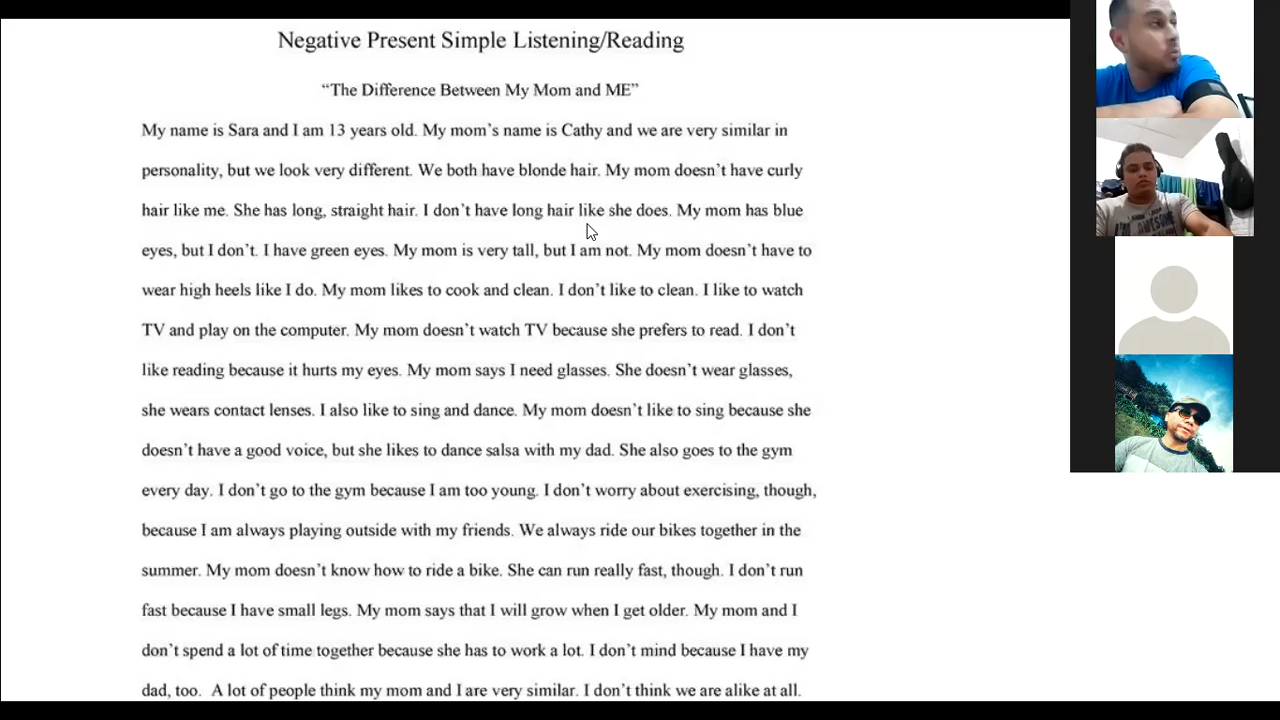 Negative Present Simple Listening/Reading
“The Difference Between My Mom and ME”
My name is Sara and I am 13 years old. My mom’s name is Cathy and we are very similar in
personality, but we look very different. We both have blonde hair. My mom doesn’t have curly
hair like me. She has long, straight hair. I don’t have long hair like she does. My mom has blue
eyes, but I don’t. I have green eyes. My mom is very tall, but I am not. My mom doesn’t have to
wear high heels like I do. My mom likes to cook and clean. I don’t like to clean. I like to watch
TV and play on the computer. My mom doesn’t watch TV because she prefers to read. I don’t
like reading because it hurts my eyes. My mom says I need glasses. She doesn’t wear glasses,
she wears contact lenses. I also like to sing and dance. My mom doesn’t like to sing because she
doesn’t have a good voice, but she likes to dance salsa with my dad. She also goes to the gym
every day. I don’t go to the gym because I am too young. I don’t worry about exercising, though,
because I am always playing outside with my friends. We always ride our bikes together in the
summer. My mom doesn’t know how to ride a bike. She can run really fast, though. I don’t run
fast because I have small legs. My mom says that I will grow when I get older. My mom and I
don’t spend a lot of time together because she has to work a lot. I don’t mind because I have my
dad, too. A lot of people think my mom and I are very similar. I don’t think we are alike at all.